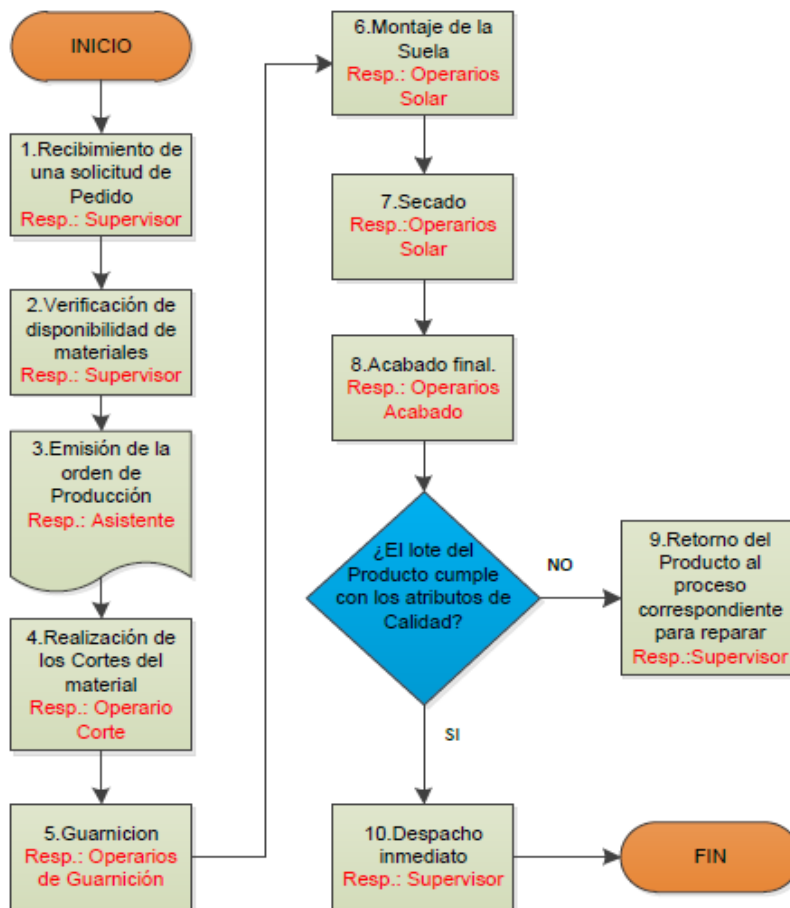 INICIO
1.Recibimiento de
una solicitud de
Pedido
Resp.: Supervisor
2.Verificación de
disponibilidad de
materiales
Resp.: Supervisor
3.Emisión de la
orden de
Producción
Resp.: Asistente
4.Realización de
los Cortes del
material
Resp.: Operario
Corte
5.Guarnicion
Resp.: Operarios
de Guarnición
6.Montaje de la
Suela
Resp.: Operarios
Solar
7.Secado
Resp.:Operarios
Solar
8.Acabado final.
Resp.: Operarios
Acabado
¿El lote del
Producto cumple
con los atributos de
Calidad?
NO
9.Retorno del
Producto al
proceso
correspondiente
para reparar
Resp.:Supervisor
SI
10.Despacho
inmediato
Resp.: Supervisor
FIN